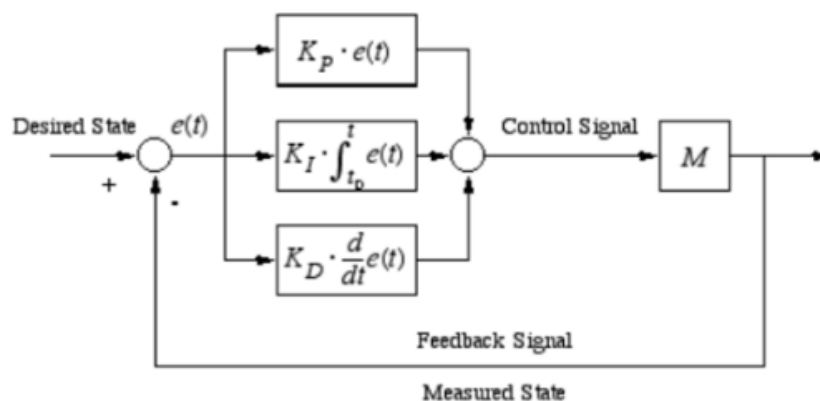 K_P · e(t)
Desired State
e(t)
K_I · ∫_{t_0}^{t} e(t)
Control Signal
M
+
-
K_D · d/dt e(t)
Feedback Signal
Measured State